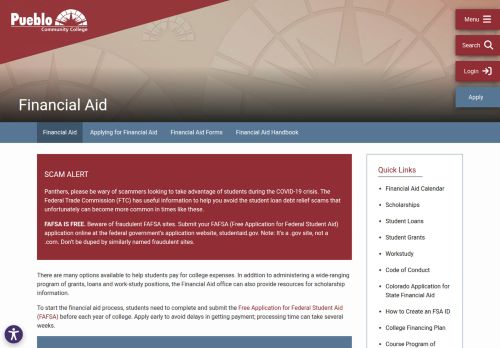 Pueblo
Community College
Menu
Search
Login
Apply
Financial Aid
Financial Aid
Applying for Financial Aid
Financial Aid Forms
Financial Aid Handbook
SCAM ALERT
Panthers, please be wary of scammers looking to take advantage of students during the COVID-19 crisis. The
Federal Trade Commission (FTC) has useful information to help you avoid the student loan debt relief scams that
unfortunately can become more common in times like these.
FAFSA IS FREE. Beware of fraudulent FAFSA sites. Submit your FAFSA (Free Application for Federal Student Aid)
application online at the federal government's application website, studentaid.gov. Note: It's a .gov site, not a
.com. Don't be duped by similarly named fraudulent sites.
There are many options available to help students pay for college expenses. In addition to administering a wide-ranging
program of grants, loans and work-study positions, the Financial Aid office can also provide resources for scholarship
information.
To start the financial aid process, students need to complete and submit the Free Application for Federal Student Aid
(FAFSA) before each year of college. Apply early to avoid delays in getting payment; processing time can take several
weeks.
Quick Links
Financial Aid Calendar
Scholarships
Student Loans
Student Grants
Workstudy
Code of Conduct
Colorado Application for
State Financial Aid
How to Create an FSA ID
College Financing Plan
Course Program of